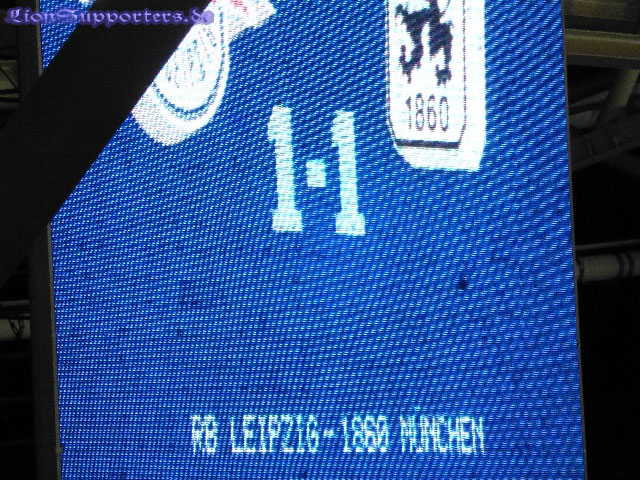 LionSupporters.de
1860
1-1
RB LEIPZIG-1860 MÜNCHEN